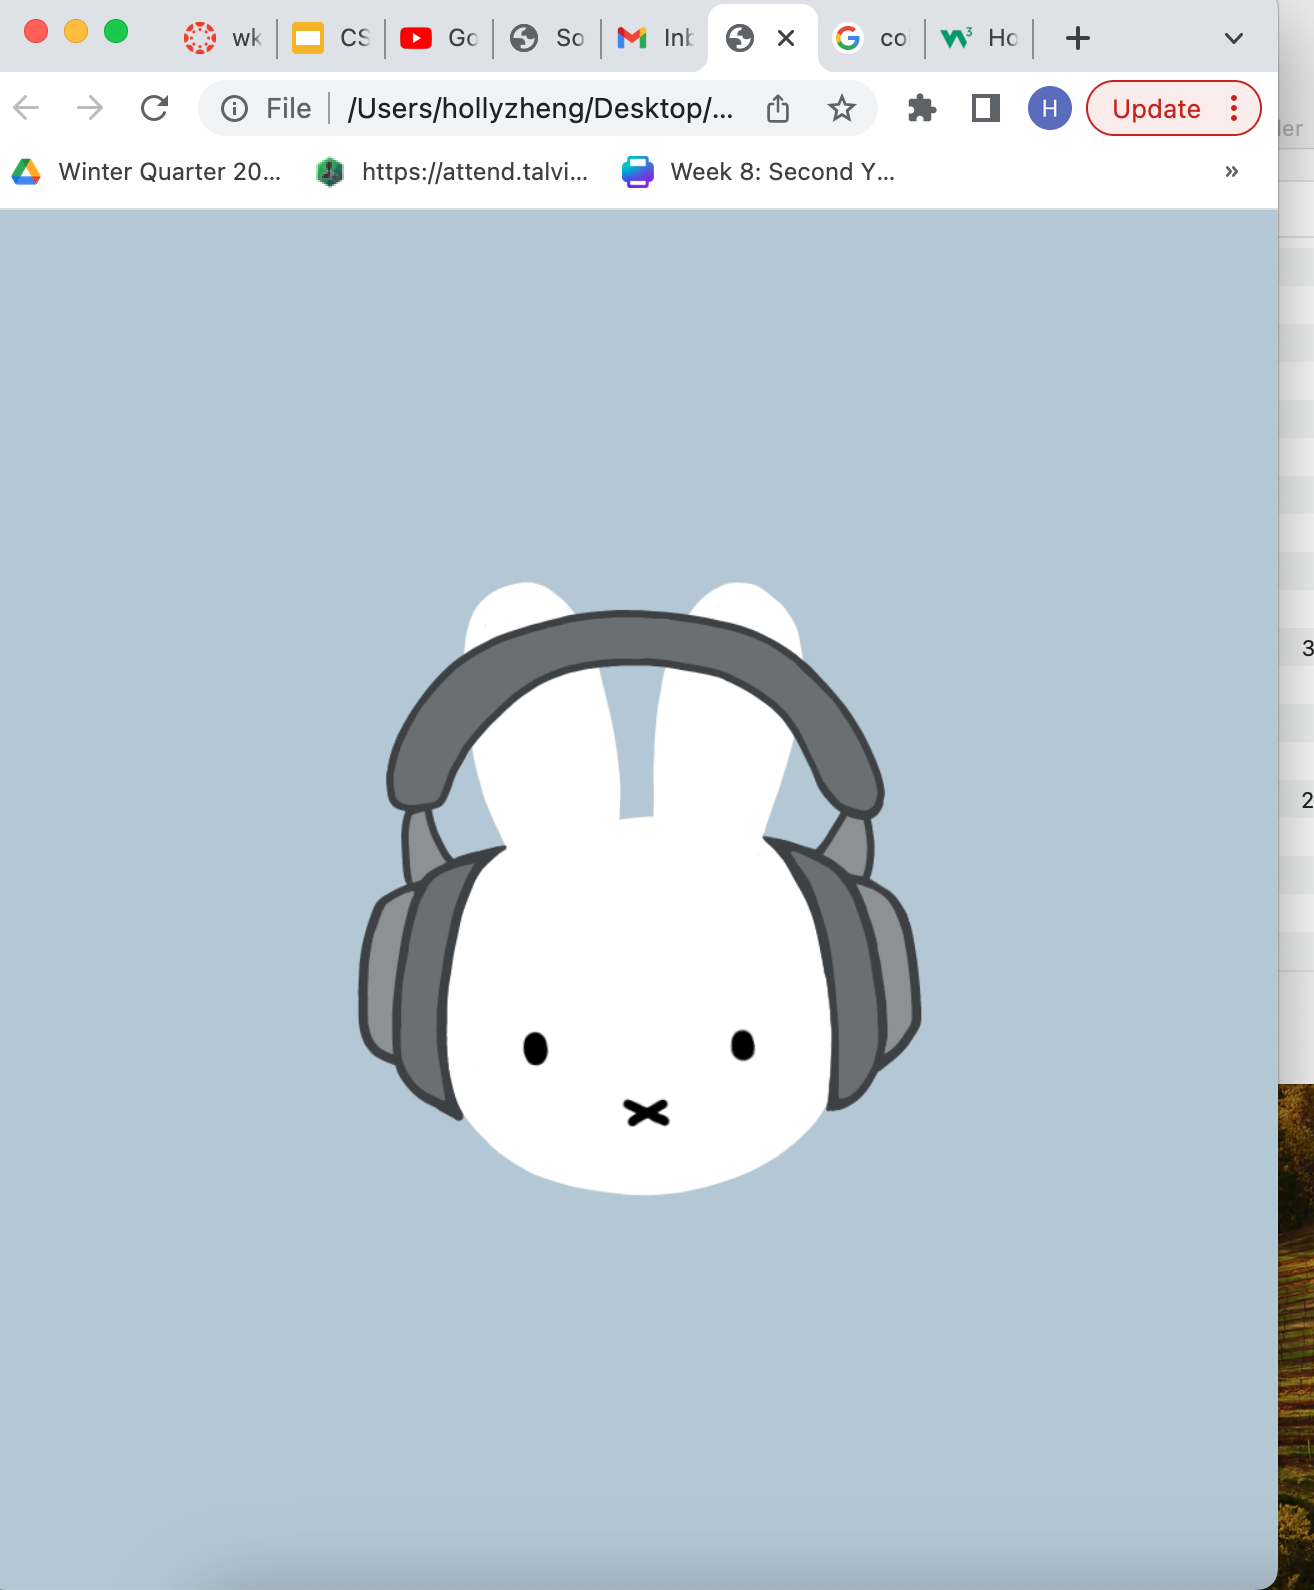 wk CS Go So Inb co Ho
File /Users/hollyzheng/Desktop/... H Update
Winter Quarter 20... https://attend.talvi... Week 8: Second Y... »
ler
3
2